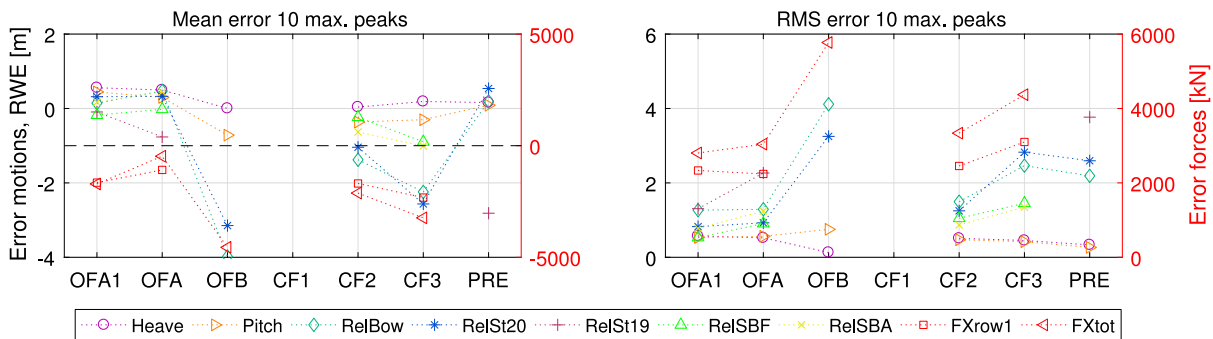 Mean error 10 max. peaks
RMS error 10 max. peaks
Error motions, RWE [m]
2
0
-2
-4
5000
0
-5000
OFA1 OFA OFB CF1 CF2 CF3 PRE
6
4
2
0
6000
4000
2000
0
Error forces [kN]
OFA1 OFA OFB CF1 CF2 CF3 PRE
Heave Pitch RelBow RelSt20 RelSt19 RelSBF RelSBA FXrow1 FXtot